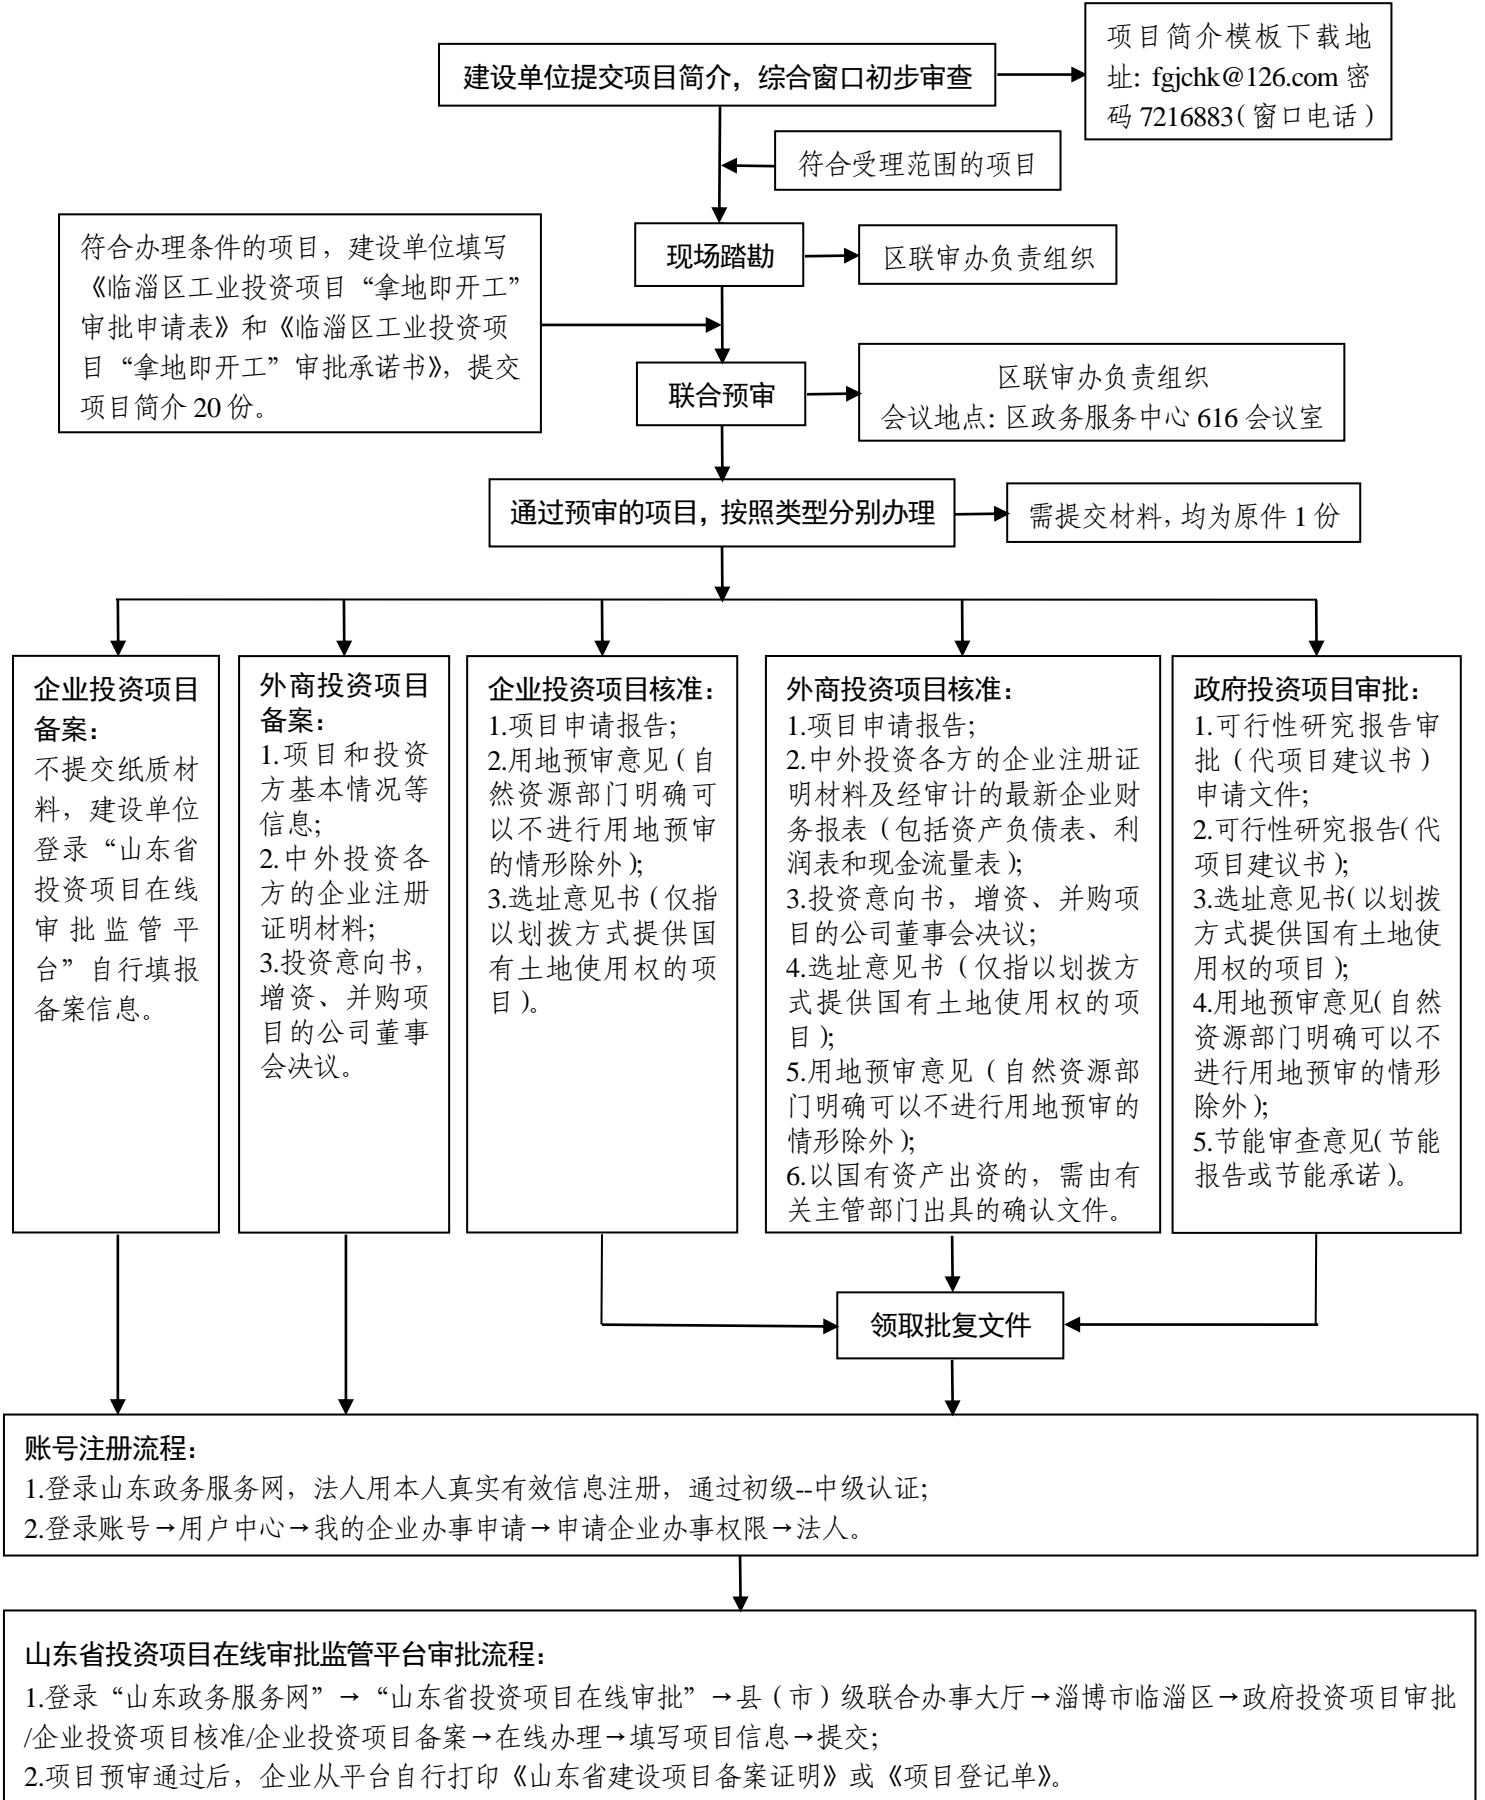 建设单位提交项目简介，综合窗口初步审查
项目简介模板下载地
址: fgjchk@126.com 密
码 7216883（窗口电话）
符合受理范围的项目
现场踏勘
区联审办负责组织
符合办理条件的项目，建设单位填写
《临淄区工业投资项目“拿地即开工”
审批申请表》和《临淄区工业投资项
目“拿地即开工”审批承诺书》，提交
项目简介 20 份。
联合预审
区联审办负责组织
会议地点: 区政务服务中心 616 会议室
通过预审的项目，按照类型分别办理
需提交材料，均为原件 1 份
企业投资项目
备案：
不提交纸质材
料，建设单位
登录“山东省
投资项目在线
审批监管平
台”自行填报
备案信息。
外商投资项目
备案：
1.项目和投资
方基本情况等
信息;
2.中外投资各
方的企业注册
证明材料;
3.投资意向书，
增资、并购项
目的公司董事
会决议。
企业投资项目核准：
1.项目申请报告;
2.用地预审意见（自
然资源部门明确可
以不进行用地预审
的情形除外）;
3.选址意见书（仅指
以划拨方式提供国
有土地使用权的项
目）。
外商投资项目核准：
1.项目申请报告;
2.中外投资各方的企业注册证
明材料及经审计的最新企业财
务报表（包括资产负债表、利
润表和现金流量表）;
3.投资意向书，增资、并购项
目的公司董事会决议;
4.选址意见书（仅指以划拨方
式提供国有土地使用权的项
目）;
5.用地预审意见（自然资源部
门明确可以不进行用地预审的
情形除外）;
6.以国有资产出资的，需由有
关主管部门出具的确认文件。
政府投资项目审批：
1.可行性研究报告审
批（代项目建议书）
申请文件;
2.可行性研究报告（代
项目建议书）;
3.选址意见书（以划拨
方式提供国有土地使
用权的项目）;
4.用地预审意见（自然
资源部门明确可以不
进行用地预审的情形
除外）;
5.节能审查意见（节能
报告或节能承诺）。
领取批复文件
账号注册流程：
1.登录山东政务服务网，法人用本人真实有效信息注册，通过初级--中级认证;
2.登录账号→用户中心→我的企业办事申请→申请企业办事权限→法人。
山东省投资项目在线审批监管平台审批流程：
1.登录“山东政务服务网”→“山东省投资项目在线审批”→县（市）级联合办事大厅→淄博市临淄区→政府投资项目审批
/企业投资项目核准/企业投资项目备案→在线办理→填写项目信息→提交;
2.项目预审通过后，企业从平台自行打印《山东省建设项目备案证明》或《项目登记单》。